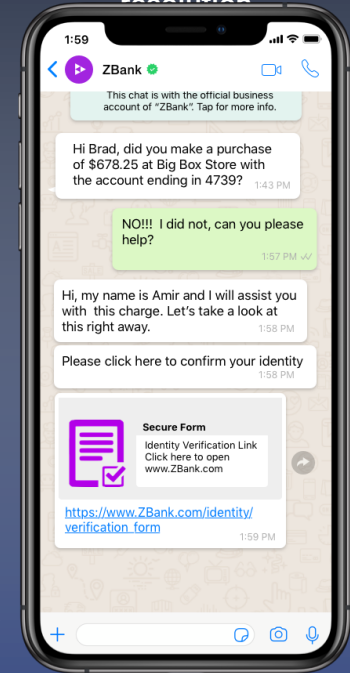 1:59
ZBank
This chat is with the official business
account of "ZBank". Tap for more info.
Hi Brad, did you make a purchase
of $678.25 at Big Box Store with
the account ending in 4739?
1:43 PM
NO!!! I did not, can you please
help?
1:57 PM
Hi, my name is Amir and I will assist you
with this charge. Let's take a look at
this right away.
1:58 PM
Please click here to confirm your identity
1:58 PM
Secure Form
Identity Verification Link
Click here to open
www.ZBank.com
https://www.ZBank.com/identity/
verification_form
1:59 PM